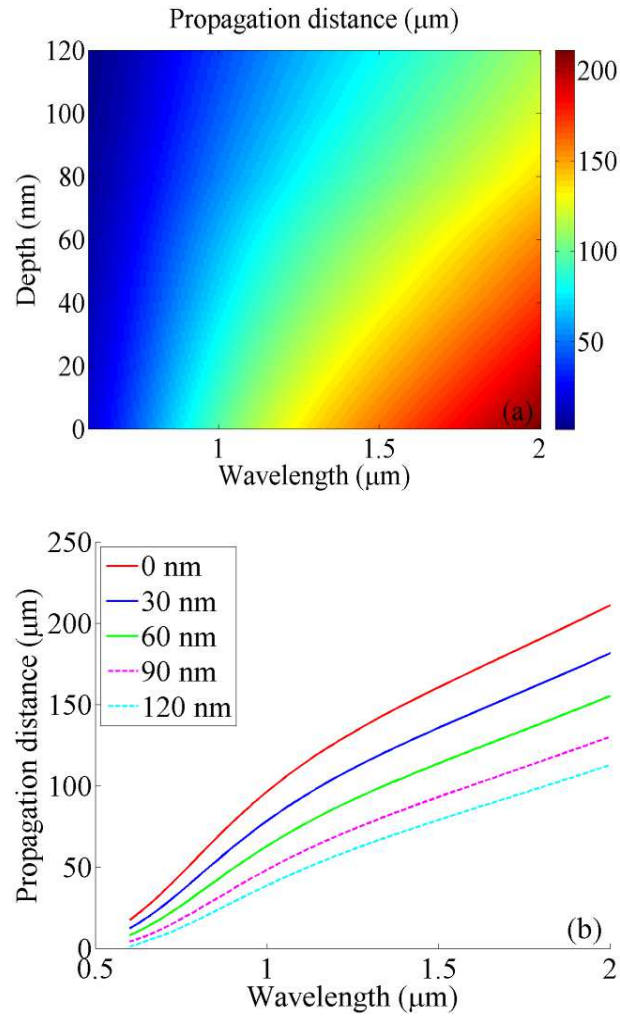 Propagation distance (μm)
120
100
80
60
40
20
0
Depth (nm)
1
1.5
2
Wavelength (μm)
(a)
200
150
100
50
250
200
150
100
50
0
Propagation distance (μm)
0 nm
30 nm
60 nm
90 nm
120 nm
(b)
0.5
1
1.5
2
Wavelength (μm)